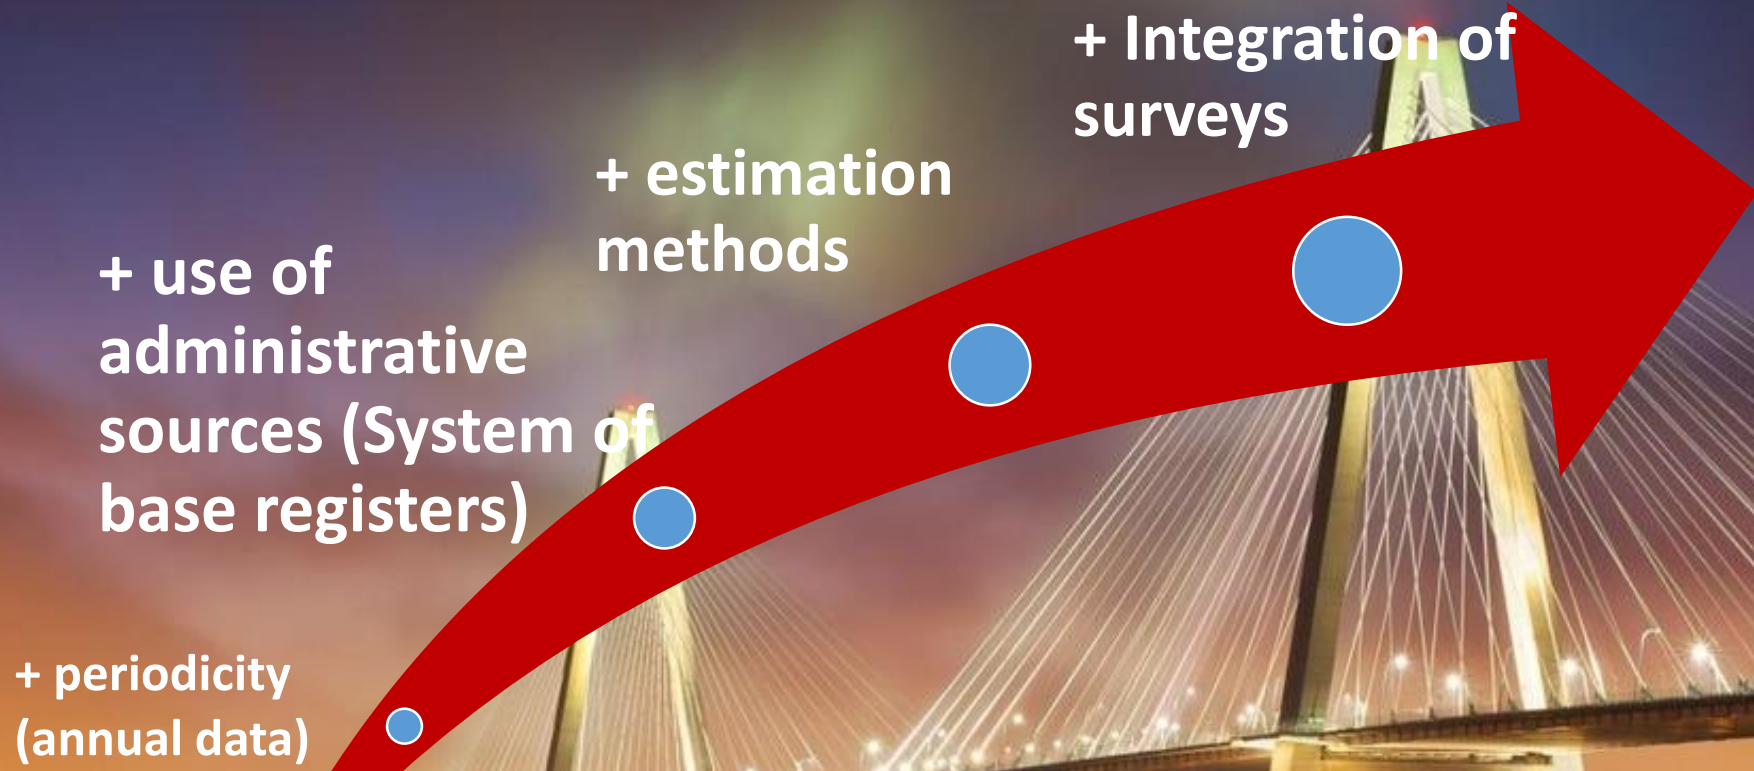 + Integration of
surveys
+ estimation
methods
+ use of
administrative
sources (System of
base registers)
+ periodicity
(annual data)